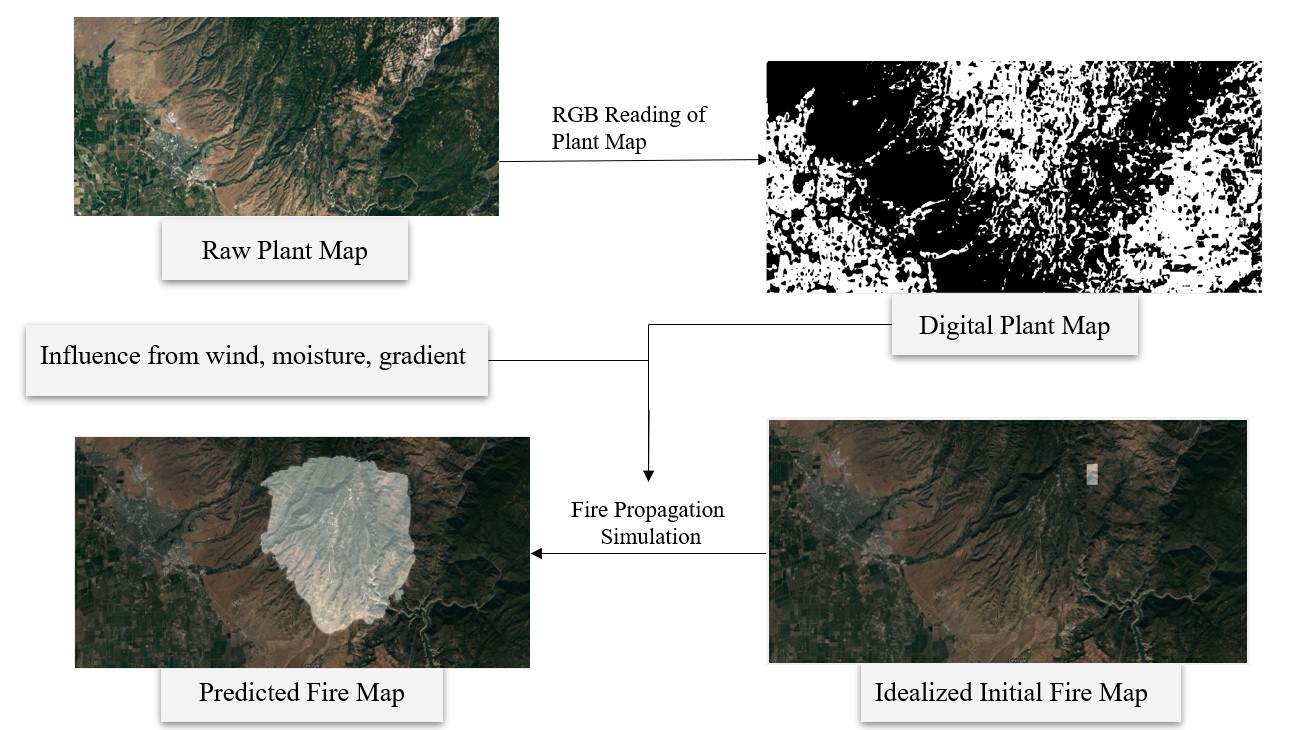 RGB Reading of
Plant Map
Raw Plant Map
Digital Plant Map
Influence from wind, moisture, gradient
Fire Propagation
Simulation
Predicted Fire Map
Idealized Initial Fire Map